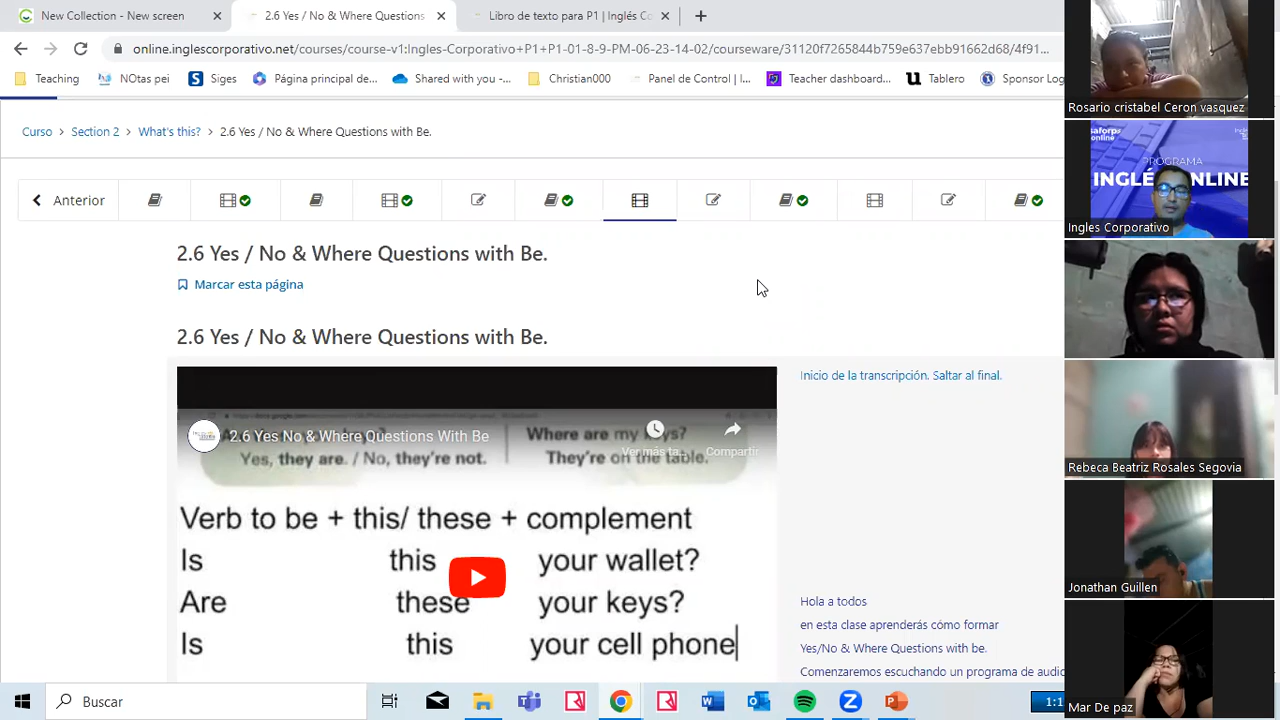 New Collection - New screen
2.6 Yes / No & Where Questions
Libro de texto para P1 | Inglés Co
online.inglescorporativo.net/courses/course-v1:Ingles-Corporativo+P1+P1-01-8-9-PM-06-23-14-02/courseware/31120f7265844b759e637ebb91662d68/4f91...
Teaching
NOtas pei
Siges
Página principal de...
Shared with you -...
Christian000
Panel de Control | I...
Teacher dashboard...
Tablero
Sponsor Log
Curso > Section 2 > What's this? > 2.6 Yes / No & Where Questions with Be.
Anterior
2.6 Yes / No & Where Questions with Be.
Marcar esta página
2.6 Yes / No & Where Questions with Be.
2.6 Yes No & Where Questions With Be
Where are my keys?
Ver más ta...
Compartir
Yes, they are. / No, they're not.
They're on the table.
Verb to be + this/ these + complement
Is this your wallet?
Are these your keys?
Is this your cell phone
Inicio de la transcripción. Saltar al final.
Hola a todos
en esta clase aprenderás cómo formar
Yes/No & Where Questions with be.
Comenzaremos escuchando un programa de audio
Rosario cristabel Ceron vasquez
online
PROGRAMA
INGLÉ ONLINE
Ingles Corporativo
Rebeca Beatriz Rosales Segovia
Jonathan Guillen
Mar De paz
Buscar